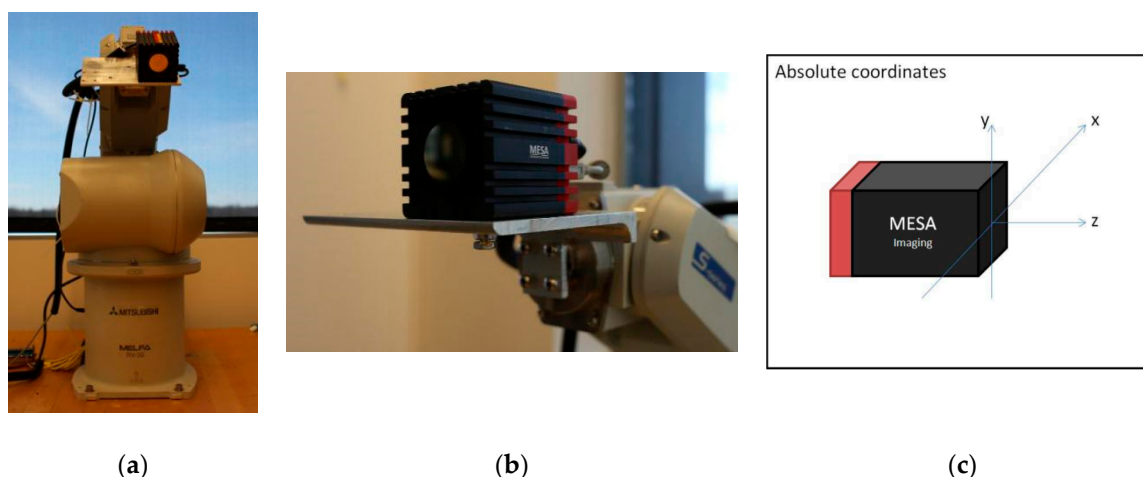 MITSUBISHI
MELFA
MESA
Absolute coordinates
y
x
z
MESA
Imaging
(a)
(b)
(c)